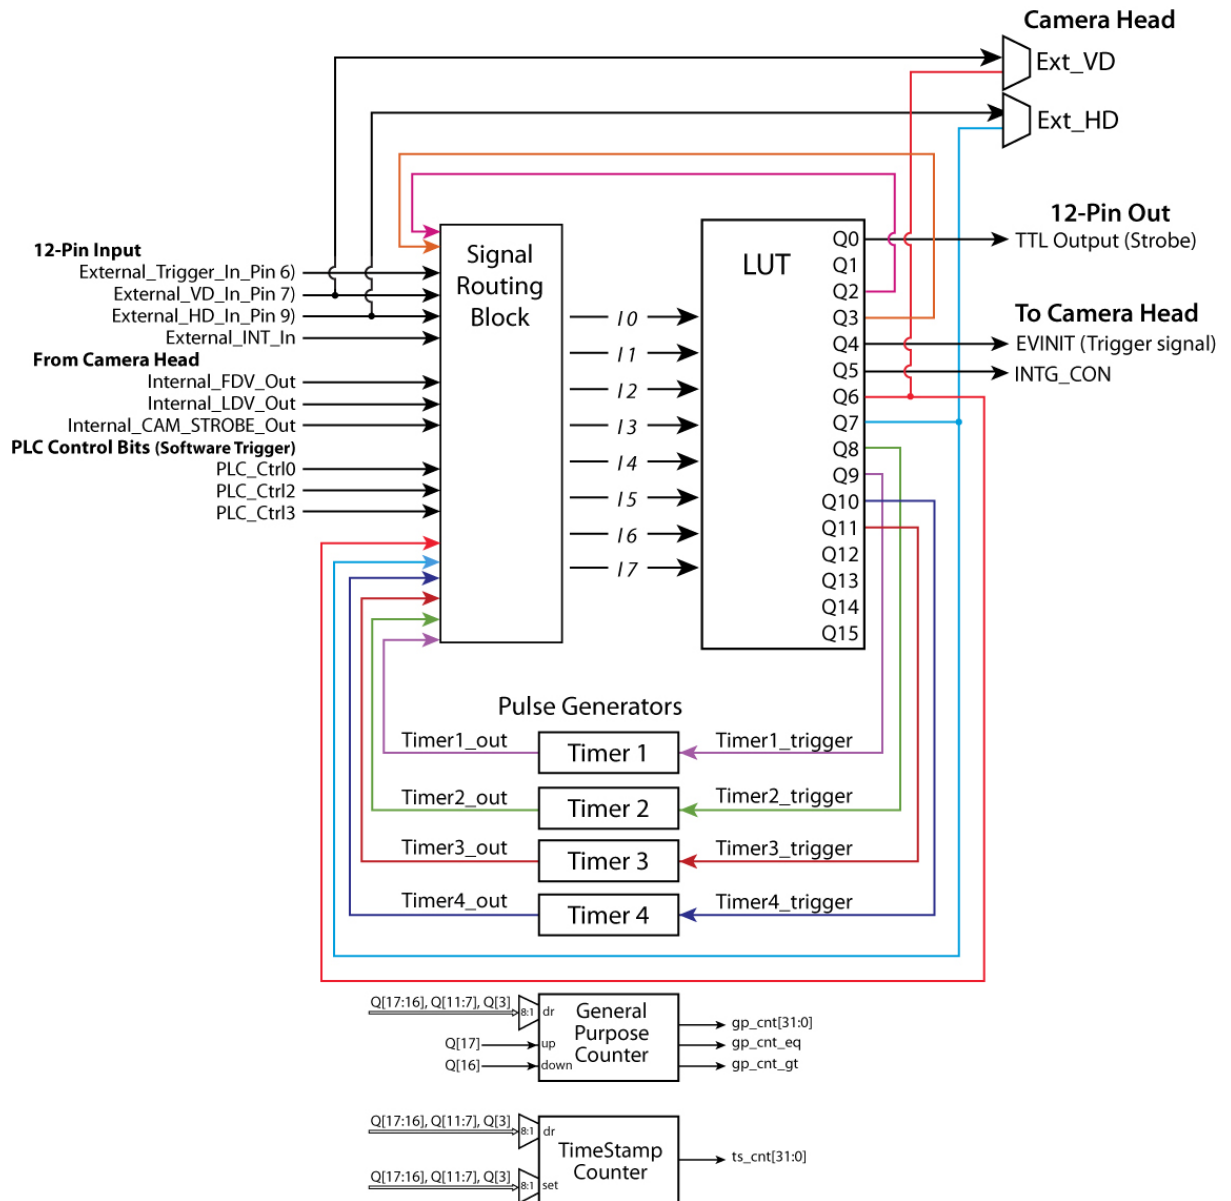 Camera Head
Ext_VD
Ext_HD
12-Pin Out
TTL Output (Strobe)
To Camera Head
EVINIT (Trigger signal)
INTG_CON
12-Pin Input
External_Trigger_In_Pin 6)
External_VD_In_Pin 7)
External_HD_In_Pin 9)
External_INT_In
From Camera Head
Internal_FDV_Out
Internal_LDV_Out
Internal_CAM_STROBE_Out
PLC Control Bits (Software Trigger)
PLC_Ctrl0
PLC_Ctrl2
PLC_Ctrl3
Signal
Routing
Block
I0
I1
I2
I3
I4
I5
I6
I7
LUT
Q0
Q1
Q2
Q3
Q4
Q5
Q6
Q7
Q8
Q9
Q10
Q11
Q12
Q13
Q14
Q15
Pulse Generators
Timer1_out
Timer 1
Timer1_trigger
Timer2_out
Timer 2
Timer2_trigger
Timer3_out
Timer 3
Timer3_trigger
Timer4_out
Timer 4
Timer4_trigger
Q[17:16], Q[11:7], Q[3]
8:1
dr
Q[17]
up
Q[16]
down
General
Purpose
Counter
gp_cnt[31:0]
gp_cnt_eq
gp_cnt_gt
Q[17:16], Q[11:7], Q[3]
8:1
dr
TimeStamp
Counter
ts_cnt[31:0]
Q[17:16], Q[11:7], Q[3]
8:1
set